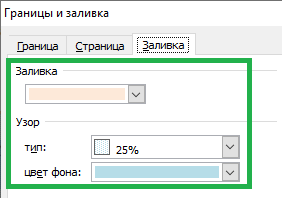 Границы и заливка
Граница Страница Заливка
Заливка
Узор
тип: 25%
цвет фона: